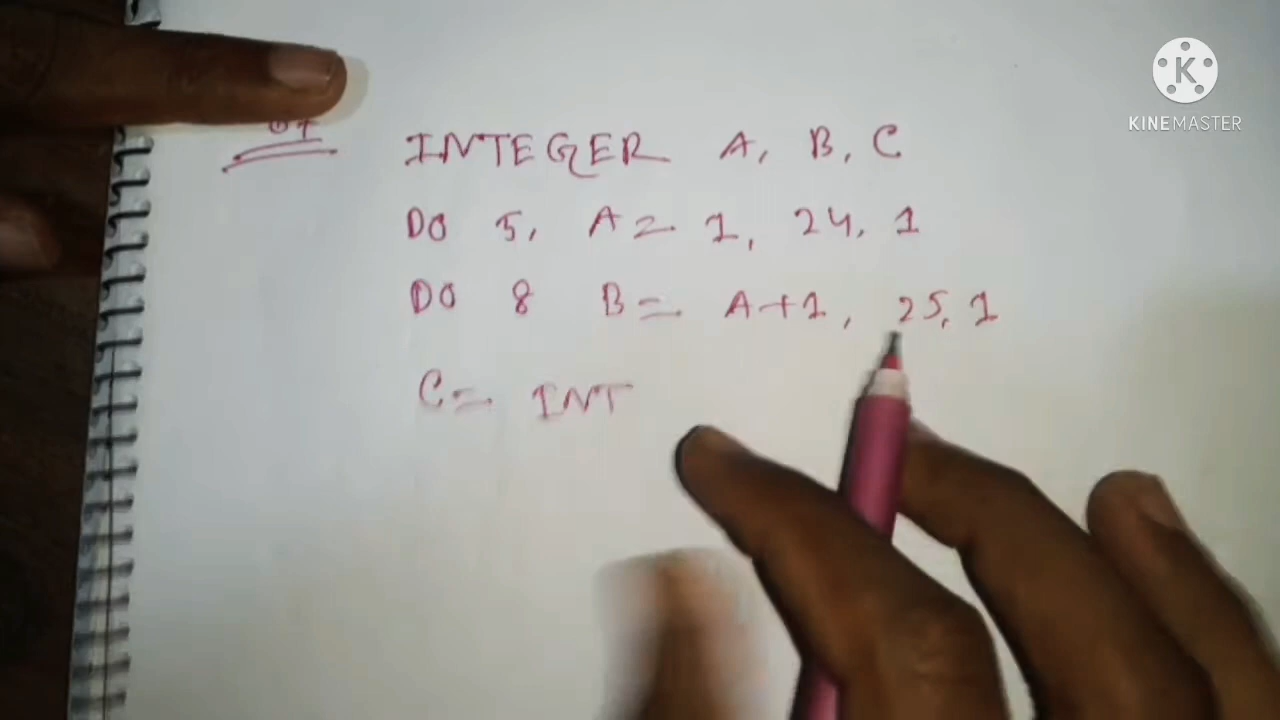 INTEGER A, B, C
DO 5, A = 1, 24, 1
DO 8 B = A+1, 25, 1
C = INT
K
KINEMASTER